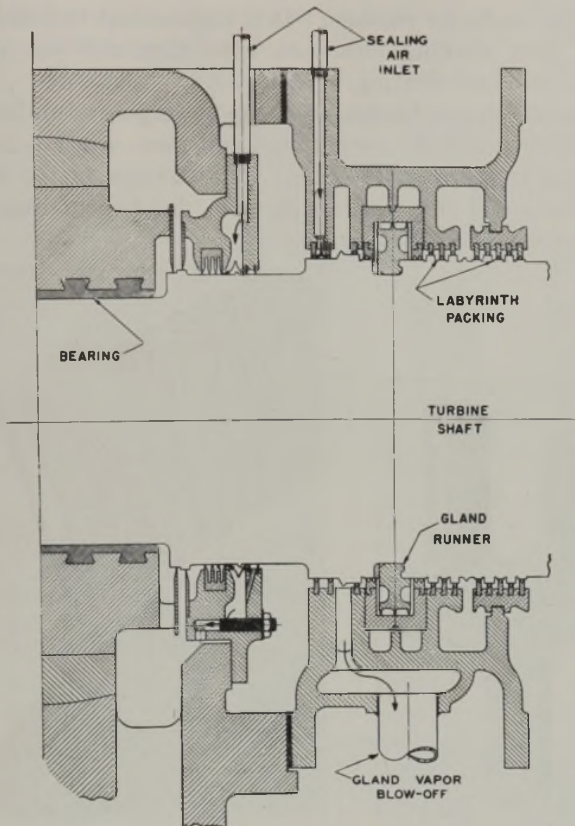 SEALING
AIR
INLET
LABYRINTH
PACKING
BEARING
TURBINE
SHAFT
GLAND
RUNNER
GLAND VAPOR
BLOW-OFF